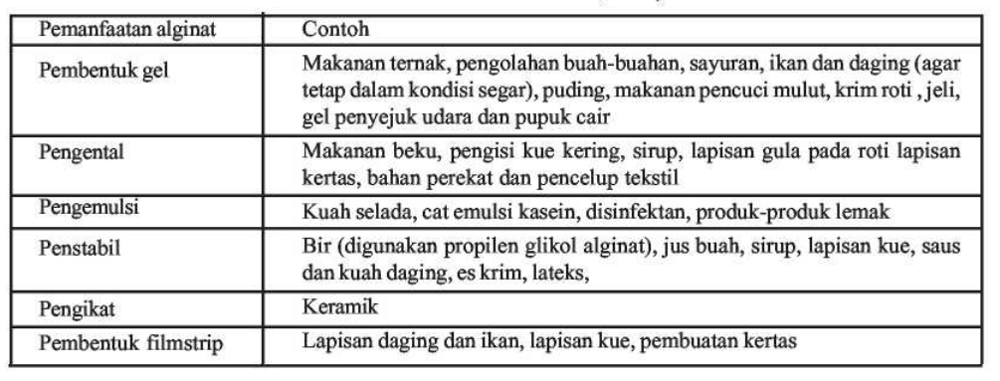 Pemanfaatan alginat Contoh
Pembentuk gel Makanan ternak, pengolahan buah-buahan, sayuran, ikan dan daging (agar
tetap dalam kondisi segar), puding, makanan pencuci mulut, krim roti , jeli,
gel penyejuk udara dan pupuk cair
Pengental Makanan beku, pengisi kue kering, sirup, lapisan gula pada roti lapisan
kertas, bahan perekat dan pencelup tekstil
Pengemulsi Kuah selada, cat emulsi kasein, disinfektan, produk-produk lemak
Penstabil Bir (digunakan propilen glikol alginat), jus buah, sirup, lapisan kue, saus
dan kuah daging, es krim, lateks,
Pengikat Keramik
Pembentuk filmstrip Lapisan daging dan ikan, lapisan kue, pembuatan kertas